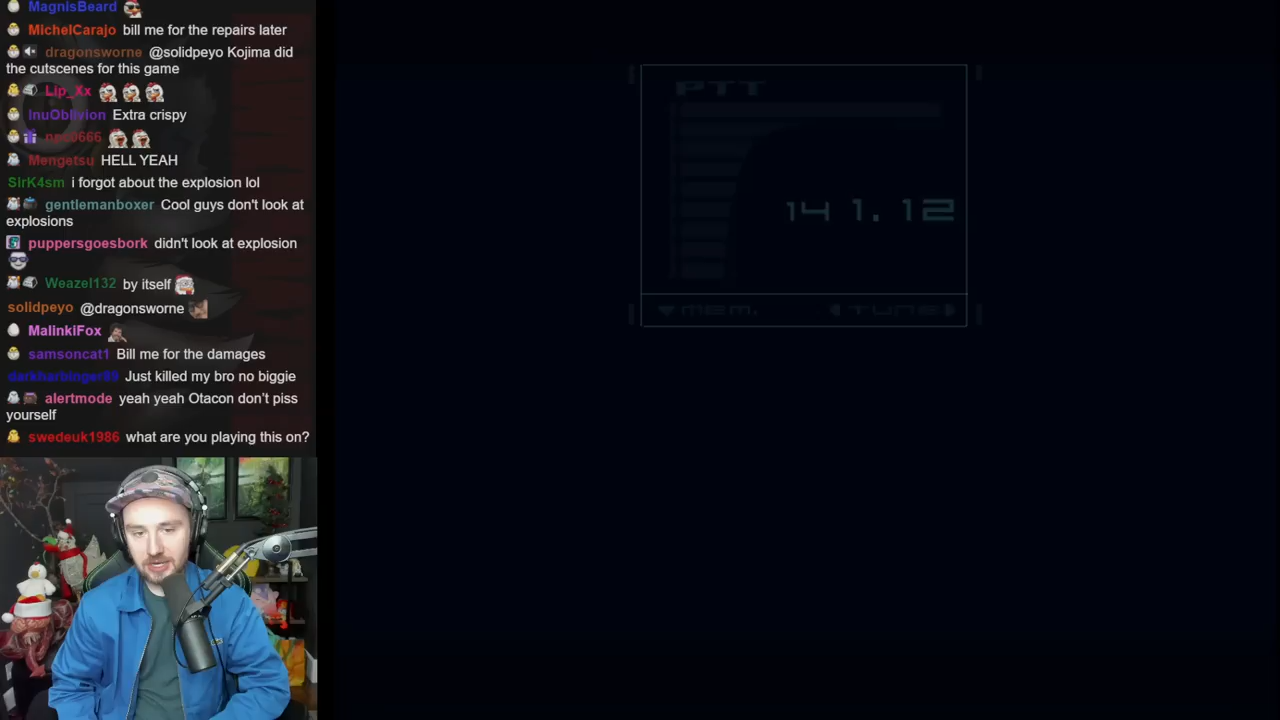 MagnisBeard
MichelCarajo bill me for the repairs later
dragonsworne @solidpeyo Kojima did
the cutscenes for this game
Lip_Xx
InuOblivion Extra crispy
npc0666
Mengetsu HELL YEAH
SirK4sm i forgot about the explosion lol
gentlemanboxer Cool guys don't look at
explosions
puppersgoesbork didn't look at explosion
Weazel132 by itself
solidpeyo @dragonsworne
MalinkiFox
samsoncat1 Bill me for the damages
darkharbinger89 Just killed my bro no biggie
alertmode yeah yeah Otacon don't piss
yourself
swedeuk1986 what are you playing this on?
PTT
141.12
MEM. TUNE